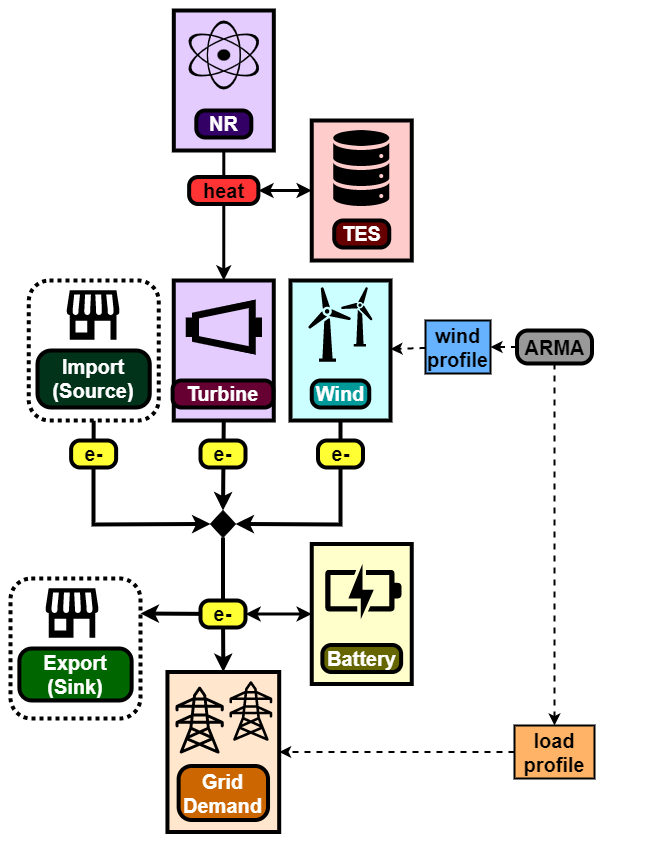 NR
heat
TES
Import
(Source)
Turbine
Wind
wind
profile
ARMA
e-
e-
e-
e-
Export
(Sink)
Battery
Grid
Demand
load
profile